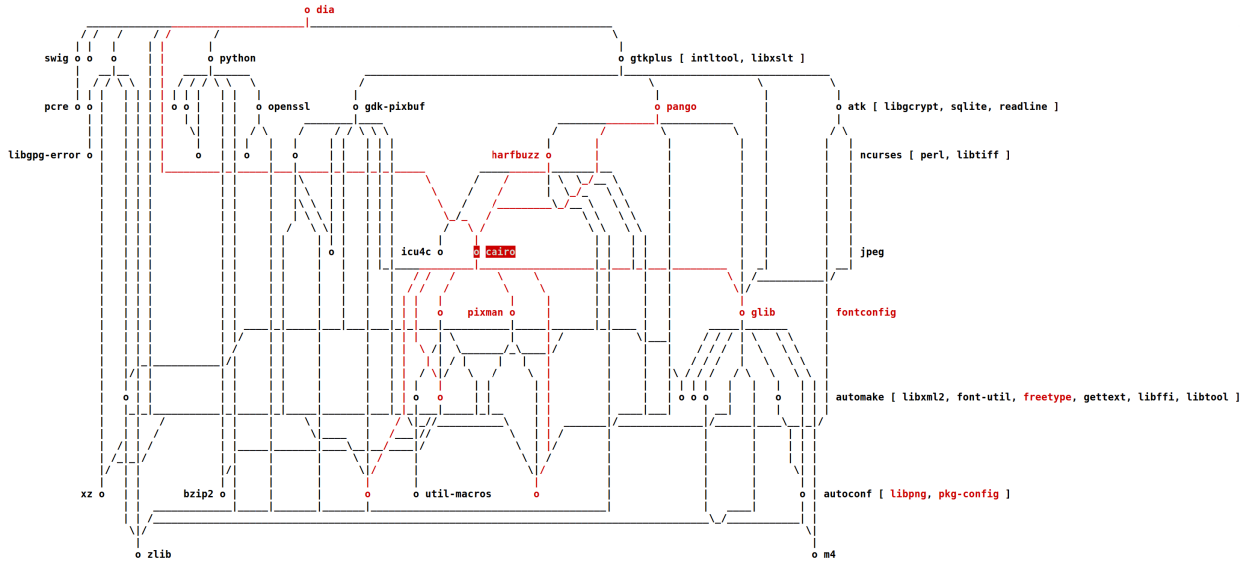 o dia
swig o o o o python o gtkplus [ intltool, libxslt ]
pcre o o o o o openssl o gdk-pixbuf o pango o atk [ libgcrypt, sqlite, readline ]
libgpg-error o o o o harfbuzz o ncurses [ perl, libtiff ]
o icu4c o o cairo jpeg
o pixman o o glib fontconfig
o o o o o o o automake [ libxml2, font-util, freetype, gettext, libffi, libtool ]
xz o bzip2 o o o util-macros o o autoconf [ libpng, pkg-config ]
o zlib o m4